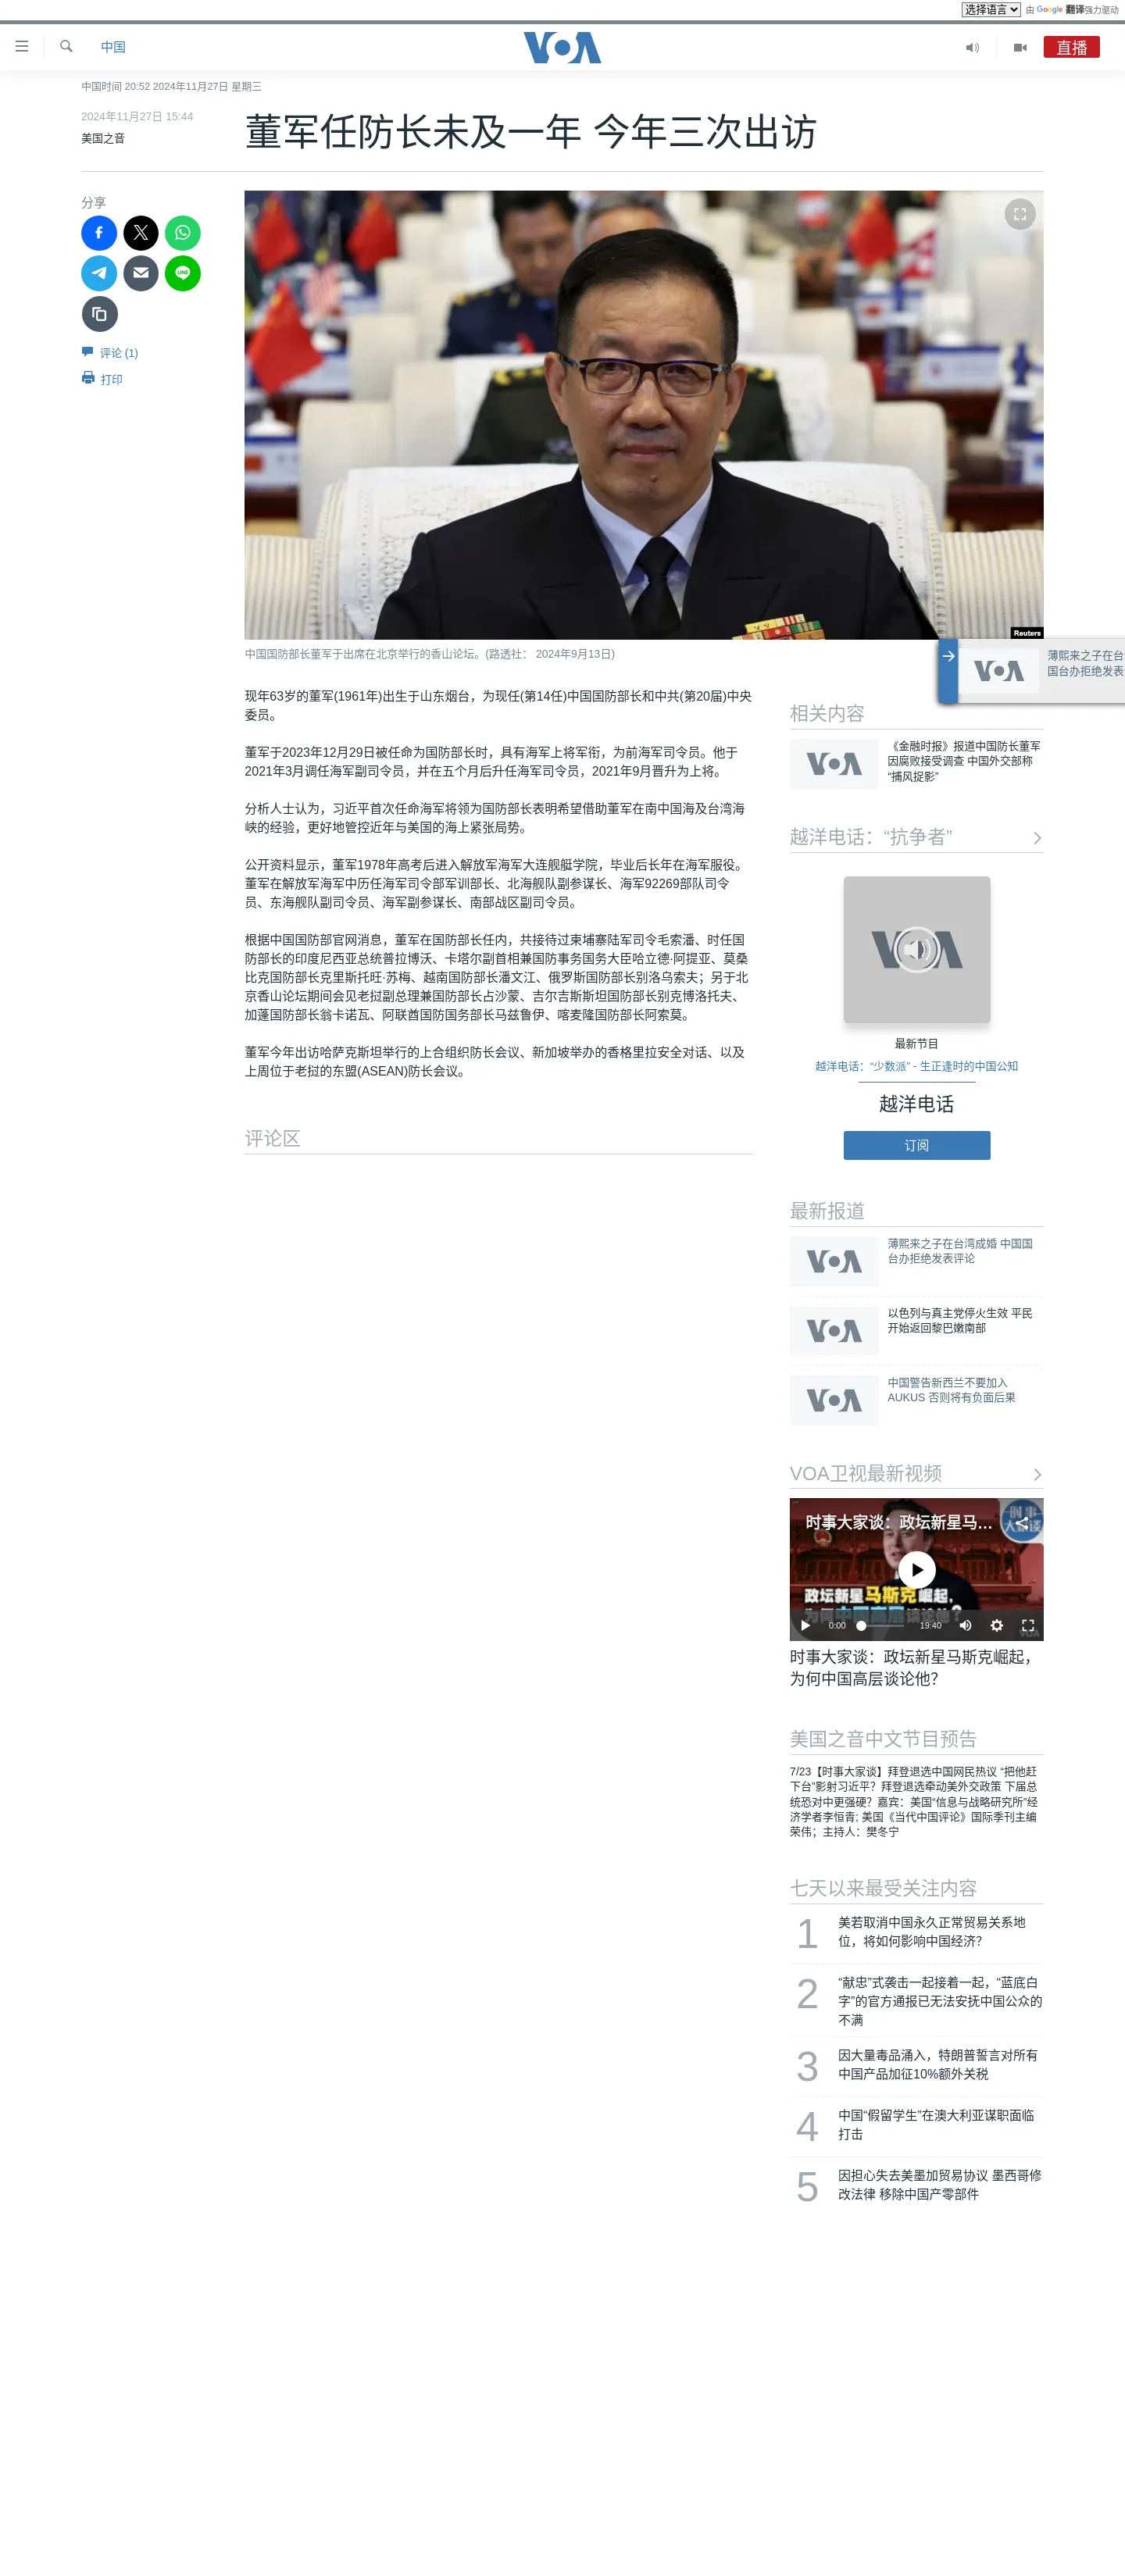 选择语言 由 Google 翻译强力驱动
中国
VOA
直播
中国时间 20:52 2024年11月27日 星期三
2024年11月27日 15:44
美国之音
董军任防长未及一年 今年三次出访
分享
LINE
评论 (1)
打印
Reuters
中国国防部长董军于出席在北京举行的香山论坛。(路透社： 2024年9月13日)
VOA
薄熙来之子在台
国台办拒绝发表
现年63岁的董军(1961年)出生于山东烟台，为现任(第14任)中国国防部长和中共(第20届)中央
委员。
董军于2023年12月29日被任命为国防部长时，具有海军上将军衔，为前海军司令员。他于
2021年3月调任海军副司令员，并在五个月后升任海军司令员，2021年9月晋升为上将。
分析人士认为，习近平首次任命海军将领为国防部长表明希望借助董军在南中国海及台湾海
峡的经验，更好地管控近年与美国的海上紧张局势。
公开资料显示，董军1978年高考后进入解放军海军大连舰艇学院，毕业后长年在海军服役。
董军在解放军海军中历任海军司令部军训部长、北海舰队副参谋长、海军92269部队司令
员、东海舰队副司令员、海军副参谋长、南部战区副司令员。
根据中国国防部官网消息，董军在国防部长任内，共接待过柬埔寨陆军司令毛索潘、时任国
防部长的印度尼西亚总统普拉博沃、卡塔尔副首相兼国防事务国务大臣哈立德·阿提亚、莫桑
比克国防部长克里斯托旺·苏梅、越南国防部长潘文江、俄罗斯国防部长别洛乌索夫；另于北
京香山论坛期间会见老挝副总理兼国防部长占沙蒙、吉尔吉斯斯坦国防部长别克博洛托夫、
加蓬国防部长翁卡诺瓦、阿联酋国防国务部长马兹鲁伊、喀麦隆国防部长阿索莫。
董军今年出访哈萨克斯坦举行的上合组织防长会议、新加坡举办的香格里拉安全对话、以及
上周位于老挝的东盟(ASEAN)防长会议。
评论区
相关内容
VOA
《金融时报》报道中国防长董军
因腐败接受调查 中国外交部称
“捕风捉影”
越洋电话：“抗争者”
VOA
最新节目
越洋电话：“少数派” - 生正逢时的中国公知
越洋电话
订阅
最新报道
VOA
薄熙来之子在台湾成婚 中国国
台办拒绝发表评论
VOA
以色列与真主党停火生效 平民
开始返回黎巴嫩南部
VOA
中国警告新西兰不要加入
AUKUS 否则将有负面后果
VOA卫视最新视频
时事大家谈：政坛新星马…
时事
大家谈
政坛新星马斯克崛起，
为何中国高层谈论他？
0:00 19:40
VOA
时事大家谈：政坛新星马斯克崛起，
为何中国高层谈论他？
美国之音中文节目预告
7/23【时事大家谈】拜登退选中国网民热议 “把他赶
下台”影射习近平？拜登退选牵动美外交政策 下届总
统恐对中更强硬？嘉宾：美国“信息与战略研究所”经
济学者李恒青; 美国《当代中国评论》国际季刊主编
荣伟；主持人：樊冬宁
七天以来最受关注内容
1 美若取消中国永久正常贸易关系地
位，将如何影响中国经济？
2 “献忠”式袭击一起接着一起，“蓝底白
字”的官方通报已无法安抚中国公众的
不满
3 因大量毒品涌入，特朗普誓言对所有
中国产品加征10%额外关税
4 中国“假留学生”在澳大利亚谋职面临
打击
5 因担心失去美墨加贸易协议 墨西哥修
改法律 移除中国产零部件